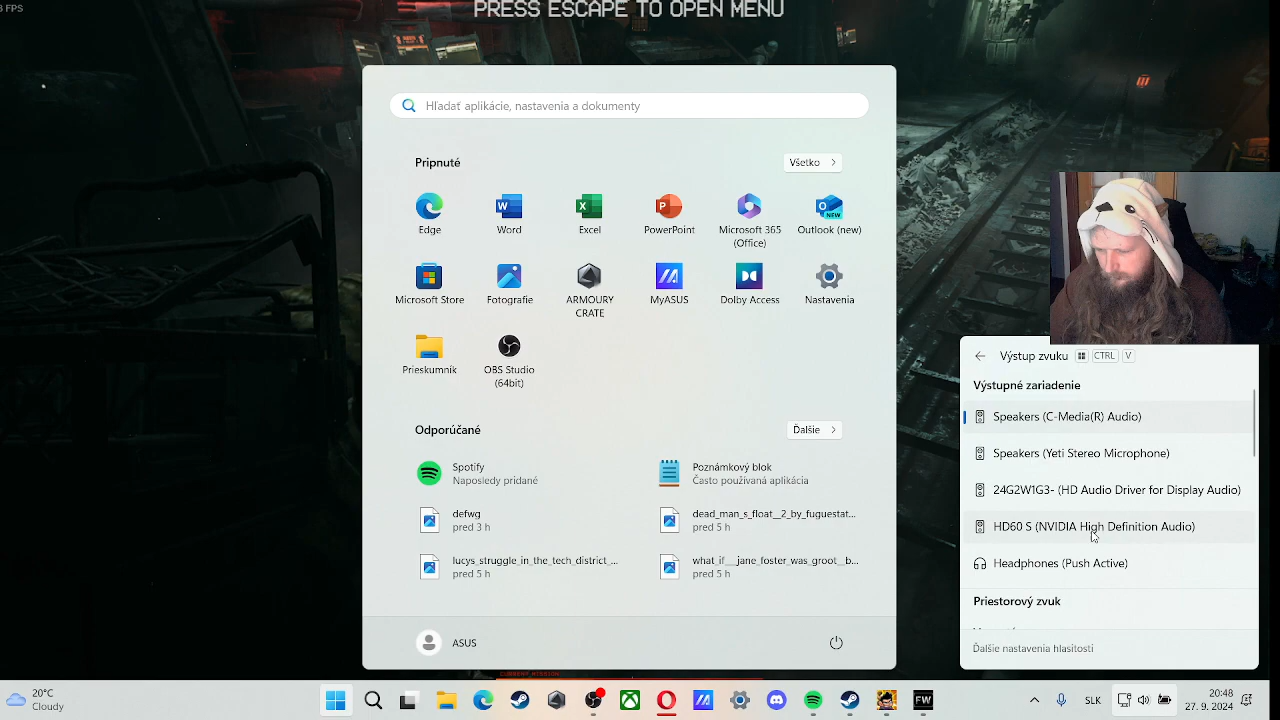 FPS
PRESS ESCAPE TO OPEN MENU
Hľadať aplikácie, nastavenia a dokumenty
Pripnuté
Všetko
Edge
Word
Excel
PowerPoint
Microsoft 365
(Office)
Outlook (new)
Microsoft Store
Fotografie
ARMOURY
CRATE
MyASUS
Dolby Access
Nastavenia
Prieskumník
OBS Studio
(64bit)
Odporúčané
Ďalšie
Spotify
Naposledy pridané
Poznámkový blok
Často používaná aplikácia
defwg
pred 3 h
dead_man_s_float__2_by_fuguestat...
pred 5 h
lucys_struggle_in_the_tech_district_...
pred 5 h
what_if__jane_foster_was_groot__b...
pred 5 h
ASUS
Výstup zvuku CTRL V
Výstupné zariadenie
Speakers (C-Media(R) Audio)
Speakers (Yeti Stereo Microphone)
24G2W1G3- (HD Audio Driver for Display Audio)
HD60 S (NVIDIA High Definition Audio)
Headphones (Push Active)
Priestorový zvuk
Ďalšie nastavenia hlasitosti
CURRENT MISSION
20°C
Cloudy
FW
SLK
20:48
27. 9. 2024